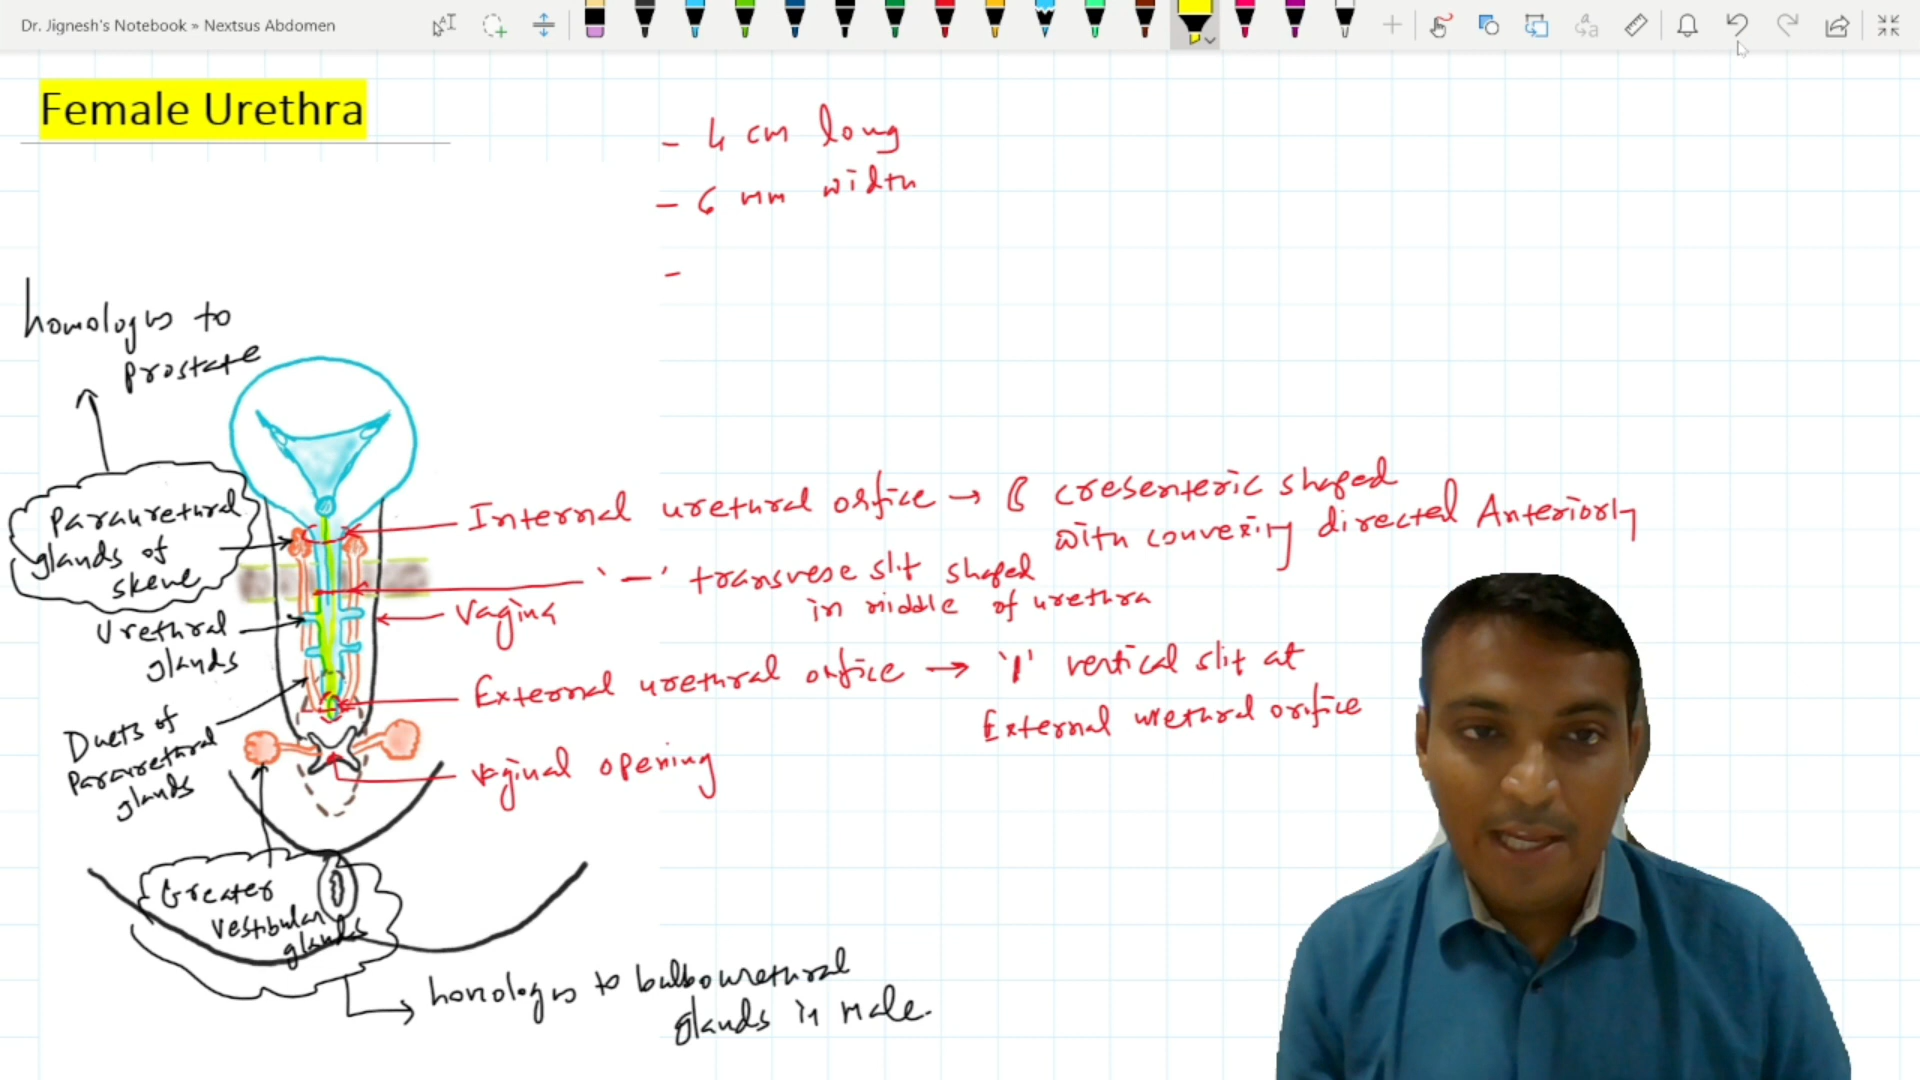 Dr. Jignesh's Notebook » Nextsus Abdomen
Female Urethra
- 4 cm long
- 6 mm width
-
homologus to
prostate
Paraurethral
glands of
skene
Urethral
glands
Ducts of
Paraurethral
glands
Internal urethral orifice → cresenteric shaped
with convexity directed Anteriorly
'—' transvese slit shaped
in middle of urethra
Vagina
External urethral orifice → '|' vertical slit at
External urethral orifice
vaginal opening
Greater
vestibular
glands
homologus to bulbourethral
glands in male.